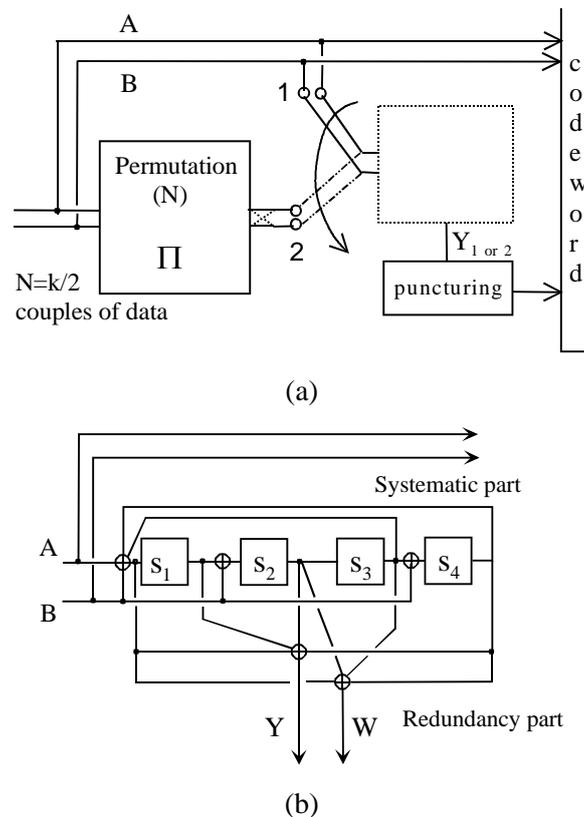 A
B
1
codeword
Permutation
(N)
Π
2
Y1 or 2
N=k/2
couples of data
puncturing
(a)
Systematic part
A
S1
S2
S3
S4
B
Y
W
Redundancy part
(b)